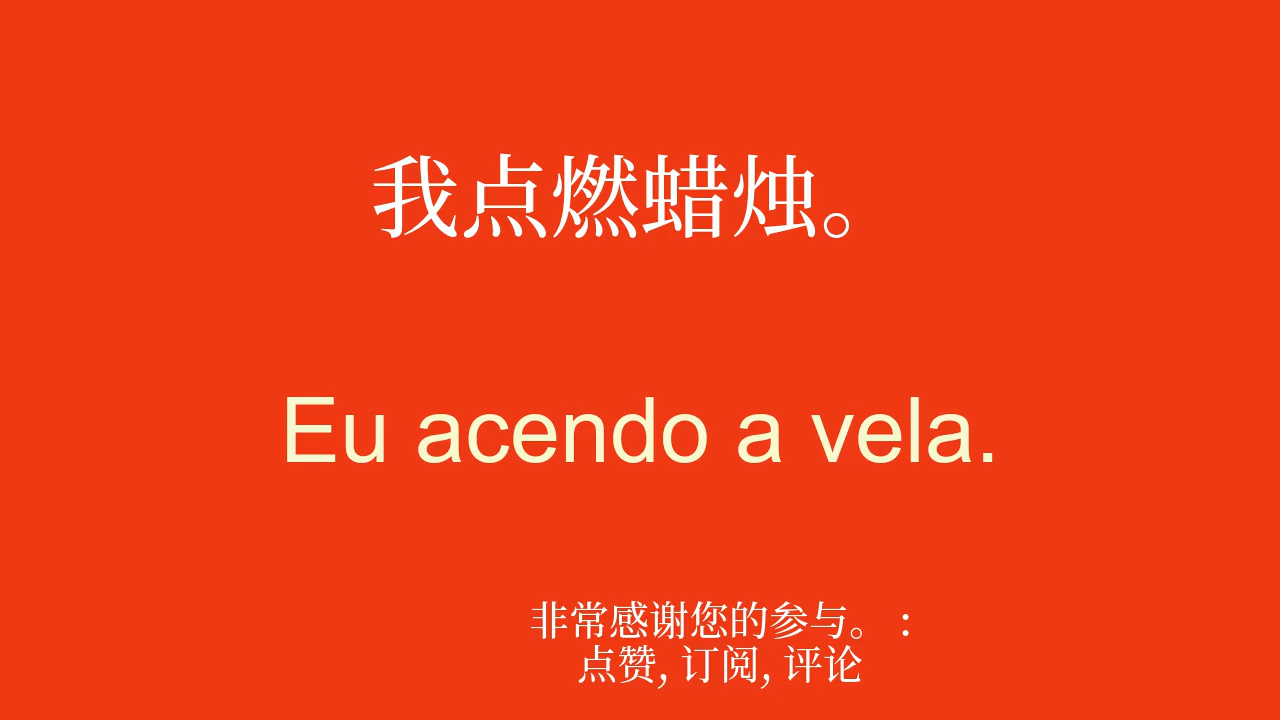 我点燃蜡烛。
Eu acendo a vela.
非常感谢您的参与。 :
点赞, 订阅, 评论